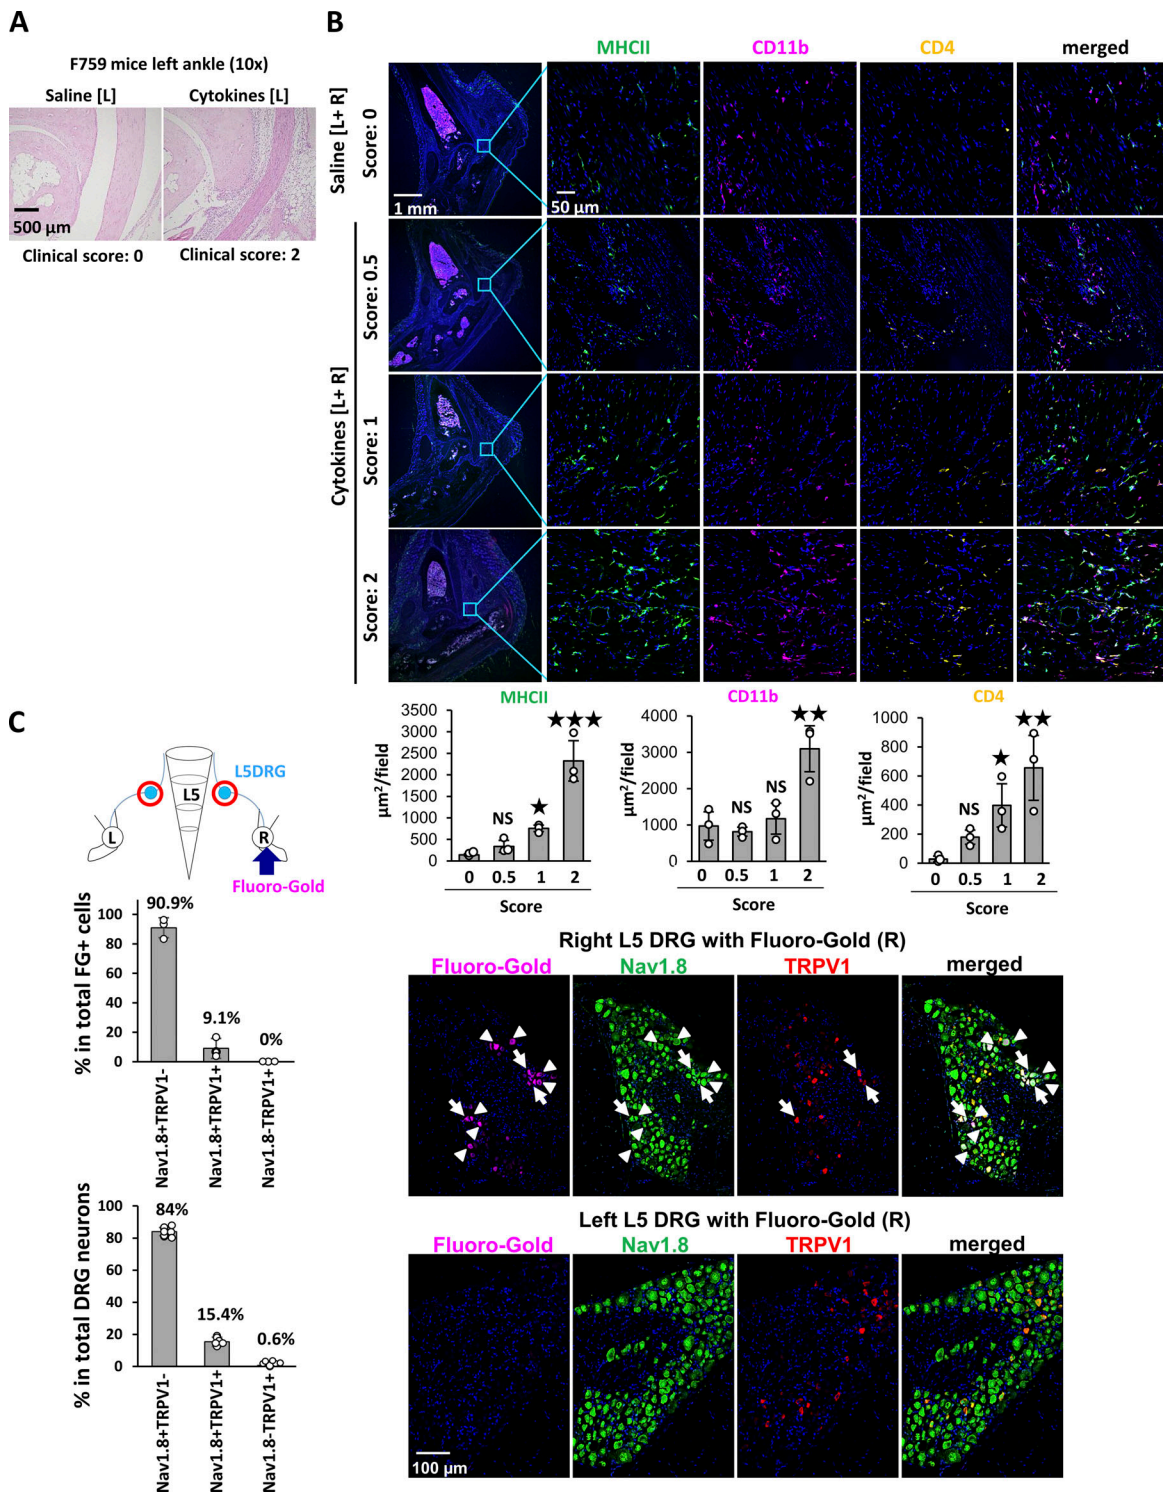 A
F759 mice left ankle (10x)
Saline [L]
Cytokines [L]
500 µm
Clinical score: 0
Clinical score: 2
B
MHCII
CD11b
CD4
merged
Saline [L+ R]
Score: 0
1 mm
50 µm
Cytokines [L+ R]
Score: 0.5
Score: 1
Score: 2
MHCII
µm²/field
3500
3000
2500
2000
1500
1000
500
0
NS
★
★★★
0 0.5 1 2
Score
CD11b
µm²/field
4000
3000
2000
1000
0
NS
NS
★★
0 0.5 1 2
Score
CD4
µm²/field
1000
800
600
400
200
0
NS
★
★★
0 0.5 1 2
Score
C
L5DRG
L5
L
R
Fluoro-Gold
% in total FG+ cells
100
80
60
40
20
0
90.9%
9.1%
0%
Nav1.8+TRPV1-
Nav1.8+TRPV1+
Nav1.8-TRPV1+
% in total DRG neurons
100
80
60
40
20
0
84%
15.4%
0.6%
Nav1.8+TRPV1-
Nav1.8+TRPV1+
Nav1.8-TRPV1+
Right L5 DRG with Fluoro-Gold (R)
Fluoro-Gold
Nav1.8
TRPV1
merged
Left L5 DRG with Fluoro-Gold (R)
Fluoro-Gold
Nav1.8
TRPV1
merged
100 µm